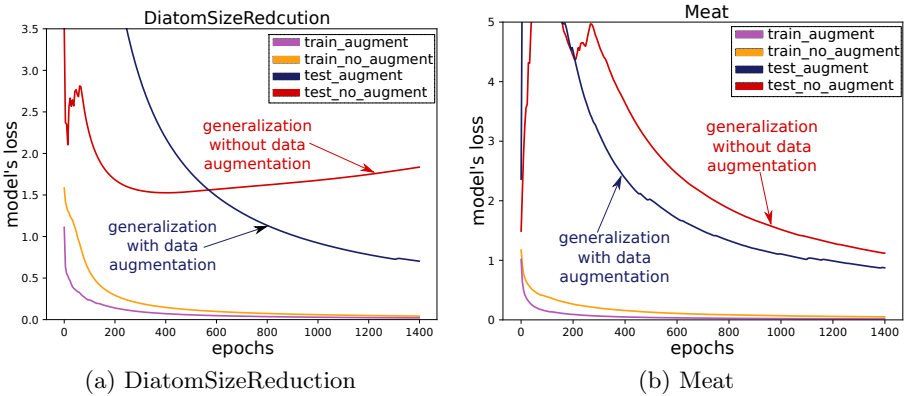 DiatomSizeRedcution
3.5
3.0
2.5
2.0
1.5
1.0
0.5
0.0
model's loss
train_augment
train_no_augment
test_augment
test_no_augment
generalization
without data
augmentation
generalization
with data
augmentation
0 200 400 600 800 1000 1200 1400
epochs
(a) DiatomSizeReduction
Meat
5
4
3
2
1
0
model's loss
train_augment
train_no_augment
test_augment
test_no_augment
generalization
without data
augmentation
generalization
with data
augmentation
0 200 400 600 800 1000 1200 1400
epochs
(b) Meat